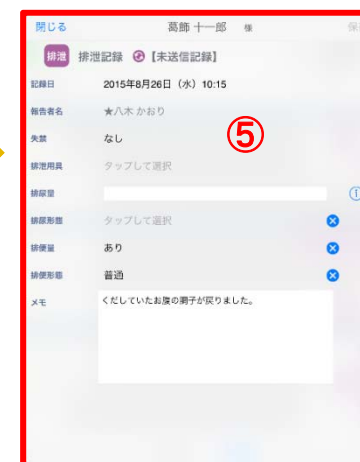 閉じる 葛飾 十一郎 様 保
排泄 排泄記録 【未送信記録】
記録日 2015年8月26日（水）10:15
報告者名 ★八木 かおり
失禁 なし
⑤
排泄用具 タップして選択
排尿量
排尿形態 タップして選択
排便量 あり
排便形態 普通
メモ くだしていたお腹の調子が戻りました。